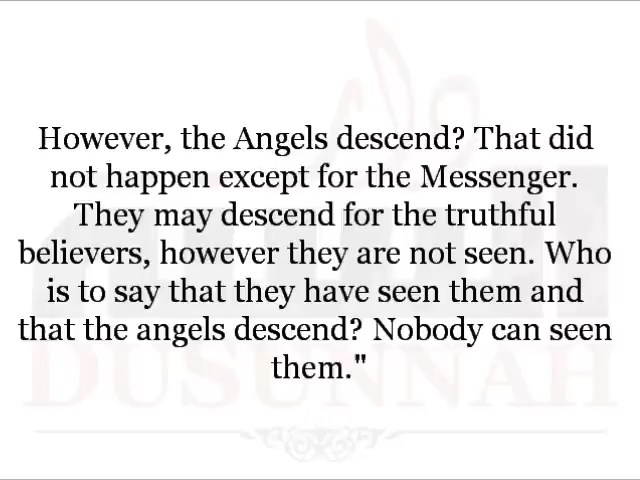 However, the Angels descend? That did
not happen except for the Messenger.
They may descend for the truthful
believers, however they are not seen. Who
is to say that they have seen them and
that the angels descend? Nobody can seen
them."
DUSUNNAH